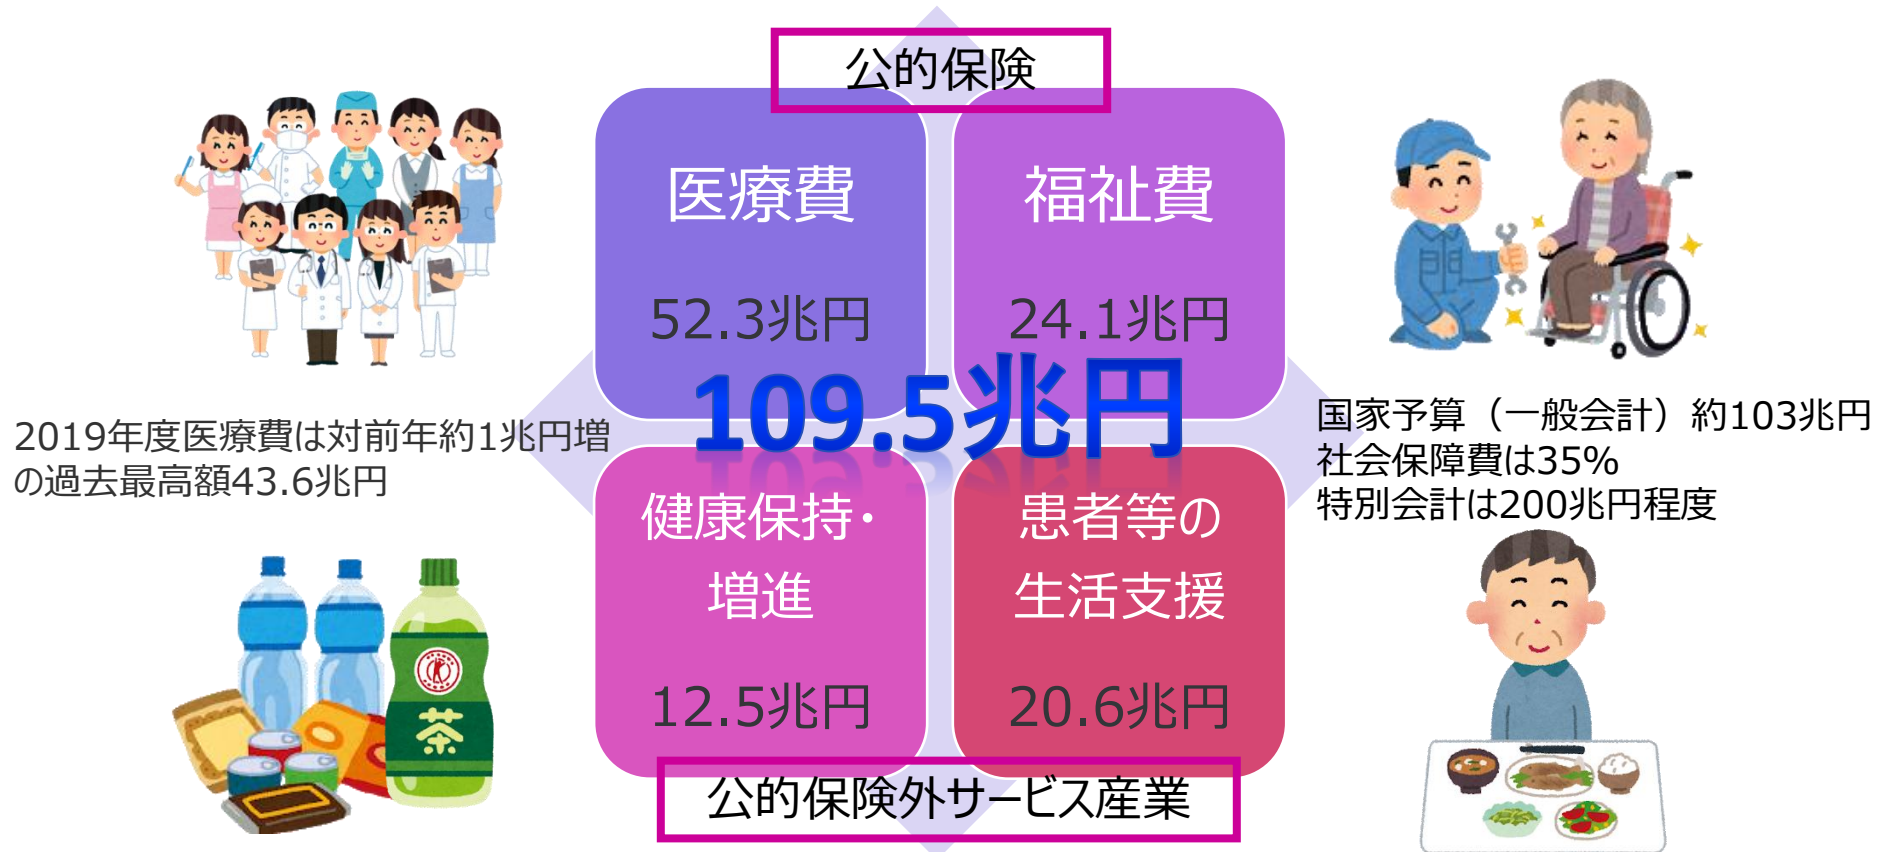 公的保険
医療費
52.3兆円
福祉費
24.1兆円
109.5兆円
2019年度医療費は対前年約1兆円増
の過去最高額43.6兆円
国家予算（一般会計）約103兆円
社会保障費は35%
特別会計は200兆円程度
健康保持・
増進
12.5兆円
患者等の
生活支援
20.6兆円
茶
公的保険外サービス産業